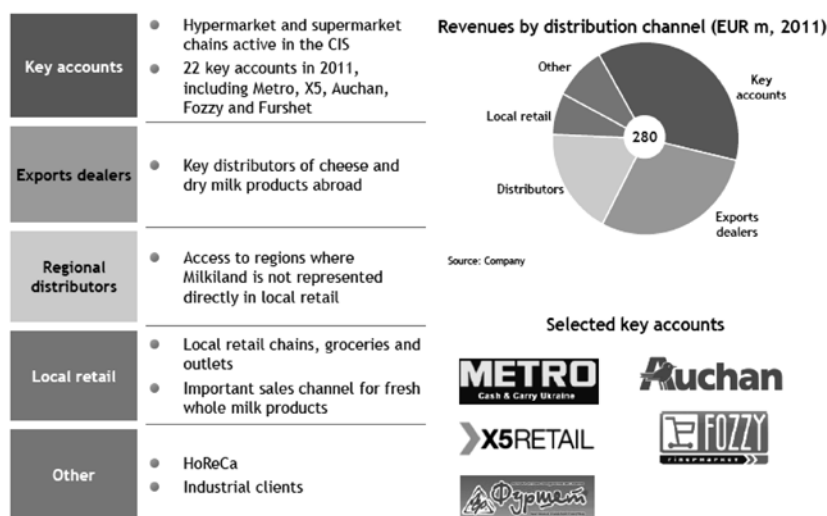 Key accounts
Hypermarket and supermarket
chains active in the CIS
22 key accounts in 2011,
including Metro, X5, Auchan,
Fozzy and Furshet
Exports dealers
Key distributors of cheese and
dry milk products abroad
Regional
distributors
Access to regions where
Milkiland is not represented
directly in local retail
Local retail
Local retail chains, groceries and
outlets
Important sales channel for fresh
whole milk products
Other
HoReCa
Industrial clients
Revenues by distribution channel (EUR m, 2011)
Other
Key
accounts
Local retail
280
Distributors
Exports
dealers
Source: Company
Selected key accounts
METRO
Cash & Carry Ukraine
Auchan
X5RETAIL
FOZZY
Фуршет